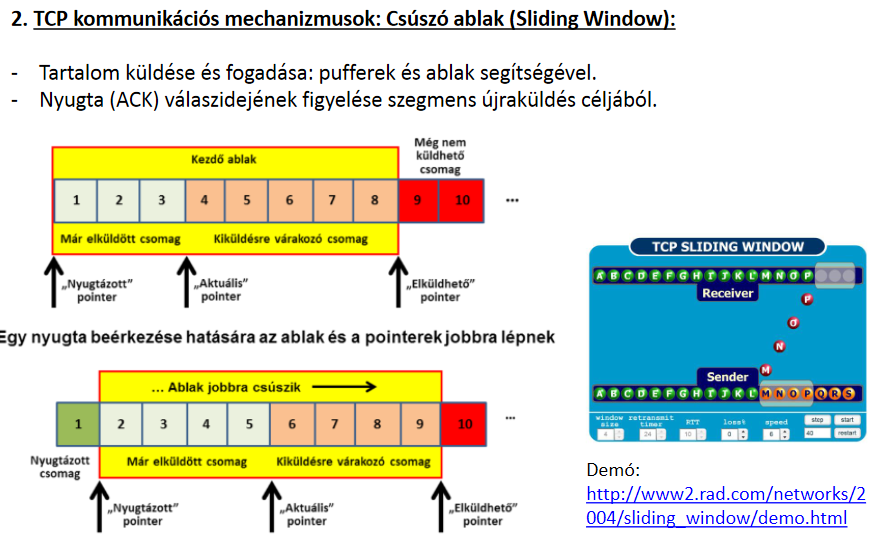 2. TCP kommunikációs mechanizmusok: Csúszó ablak (Sliding Window):
- Tartalom küldése és fogadása: pufferek és ablak segítségével.
- Nyugta (ACK) válaszidejének figyelése szegmens újraküldés céljából.
Kezdő ablak
Még nem
küldhető
csomag
1 2 3 4 5 6 7 8 9 10 ...
Már elküldött csomag Kiküldésre várakozó csomag
„Nyugtázott”
pointer
„Aktuális”
pointer
„Elküldhető”
pointer
Egy nyugta beérkezése hatására az ablak és a pointerek jobbra lépnek
... Ablak jobbra csúszik
1 2 3 4 5 6 7 8 9 10 ...
Nyugtázott
csomag
Már elküldött csomag Kiküldésre várakozó csomag
„Nyugtázott”
pointer
„Aktuális”
pointer
„Elküldhető”
pointer
TCP SLIDING WINDOW
A B C D E F G H I J K L M N O P
Receiver
P
O
N
M
Sender
A B C D E F G H I J K L M N O P Q R S
window size retransmit timer RTT loss% speed stop start
4 24 10 0 6 40 restart
Demó:
http://www2.rad.com/networks/2
004/sliding_window/demo.html